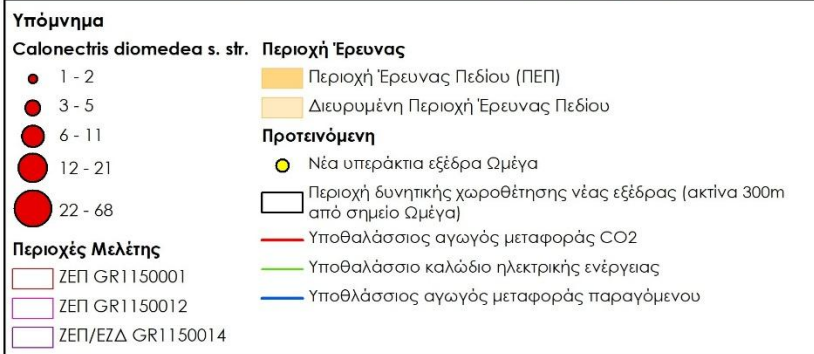 Υπόμνημα
Calonectris diomedea s. str.
1 - 2
3 - 5
6 - 11
12 - 21
22 - 68
Περιοχές Μελέτης
ΖΕΠ GR1150001
ΖΕΠ GR1150012
ΖΕΠ/ΕΖΔ GR1150014
Περιοχή Έρευνας
Περιοχή Έρευνας Πεδίου (ΠΕΠ)
Διευρυμένη Περιοχή Έρευνας Πεδίου
Προτεινόμενη
Νέα υπεράκτια εξέδρα Ωμέγα
Περιοχή δυνητικής χωροθέτησης νέας εξέδρας (ακτίνα 300m
από σημείο Ωμέγα)
Υποθαλάσσιος αγωγός μεταφοράς CO2
Υποθαλάσσιο καλώδιο ηλεκτρικής ενέργειας
Υποθλάσσιος αγωγός μεταφοράς παραγόμενου